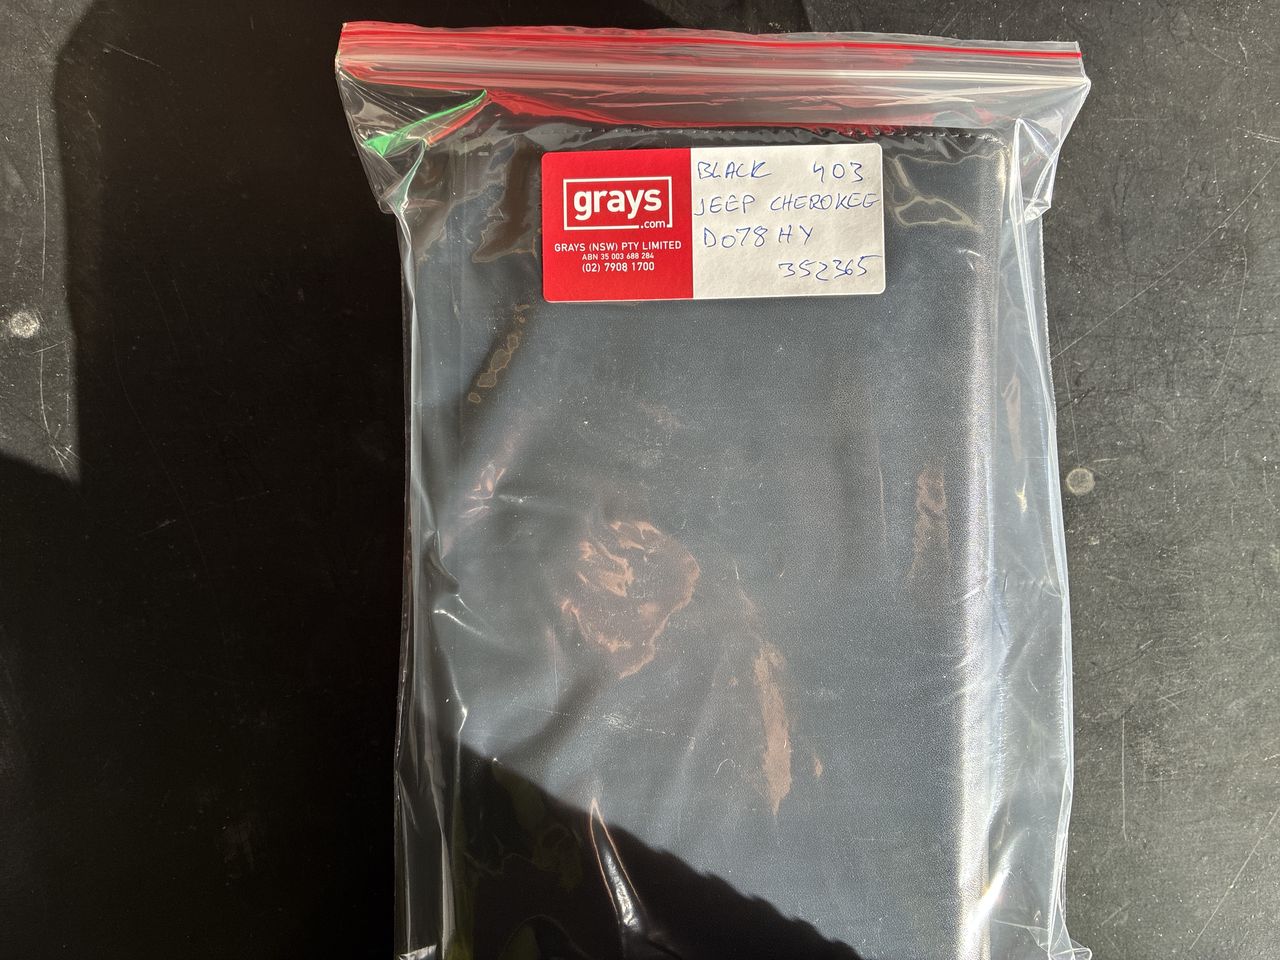 grays
.com
GRAYS (NSW) PTY LIMITED
ABN 35 003 688 284
(02) 7908 1700
BLACK 403
JEEP CHEROKEE
DO78HY
352365